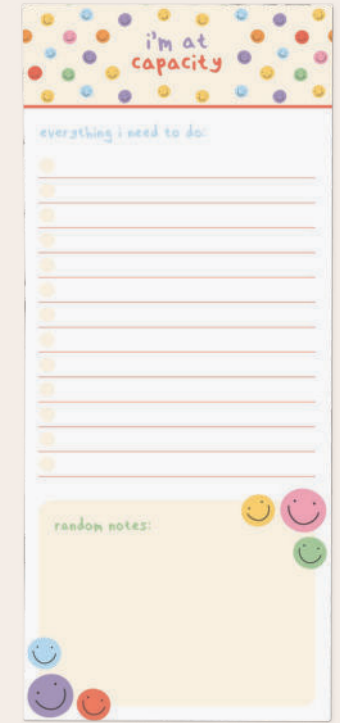 i'm at
capacity
everything i need to do:
random notes: